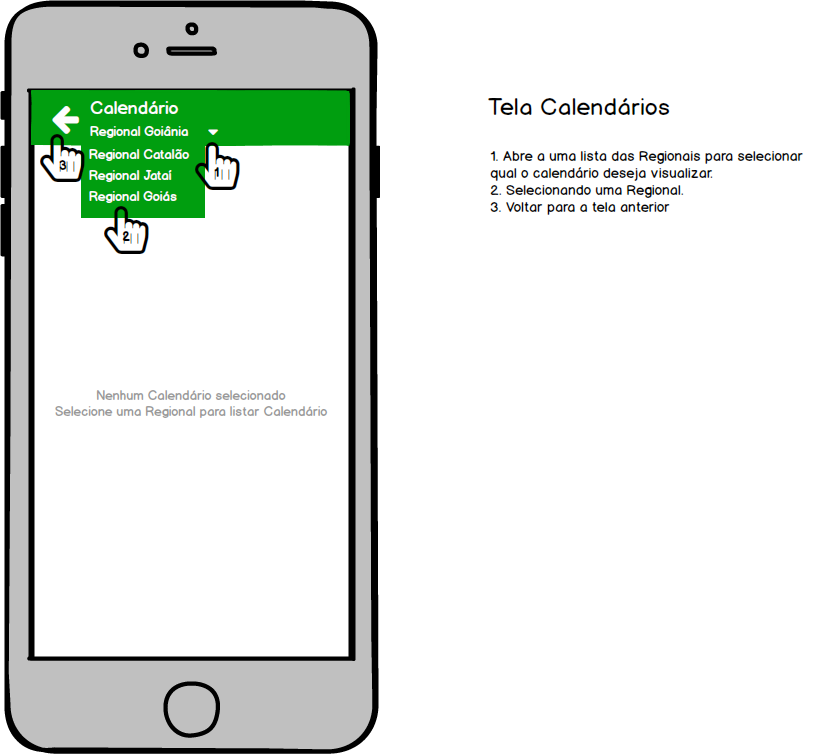 Calendário
Regional Goiânia
Regional Catalão
Regional Jataí
Regional Goiás
3
1
2
Nenhum Calendário selecionado
Selecione uma Regional para listar Calendário
Tela Calendários
1. Abre a uma lista das Regionais para selecionar
qual o calendário deseja visualizar.
2. Selecionando uma Regional.
3. Voltar para a tela anterior